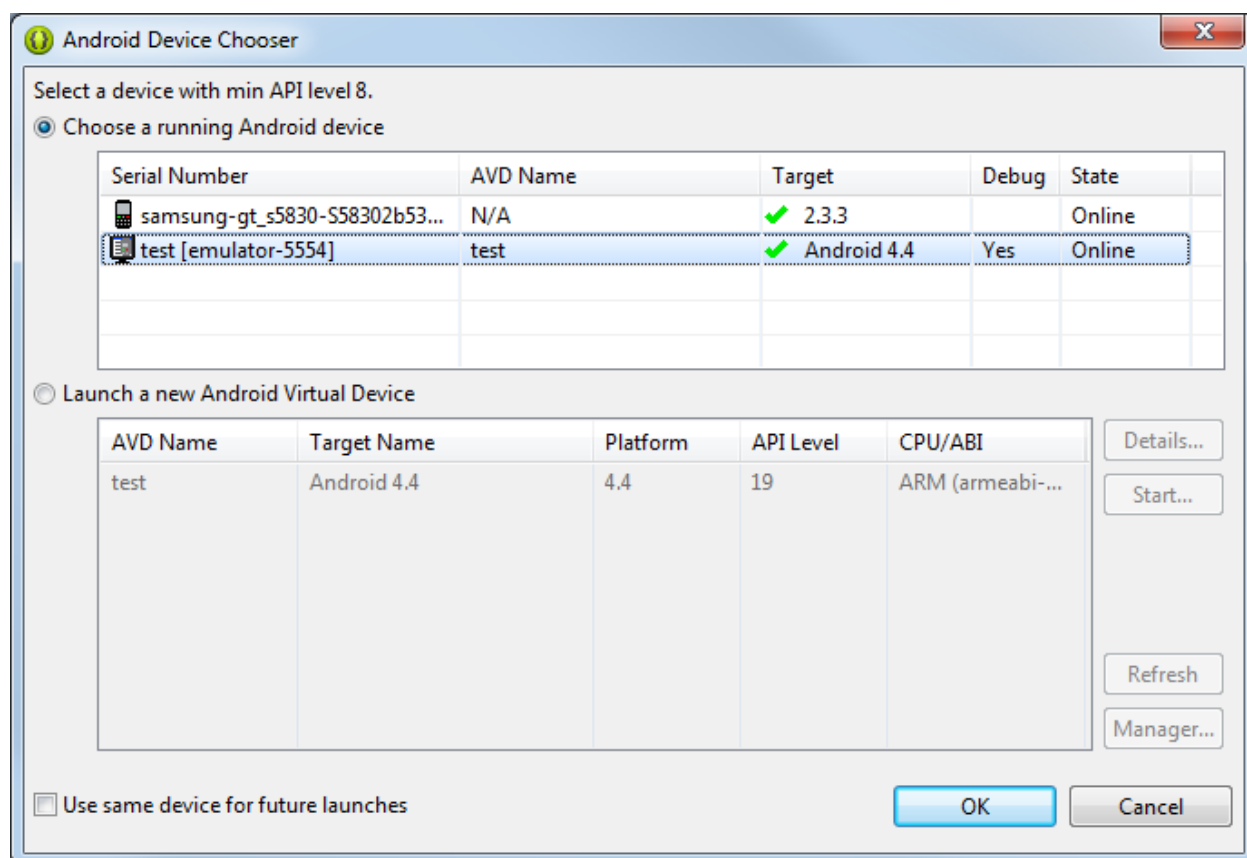 Android Device Chooser
Select a device with min API level 8.
Choose a running Android device
Serial Number AVD Name Target Debug State
samsung-gt_s5830-S58302b53... N/A 2.3.3 Online
test [emulator-5554] test Android 4.4 Yes Online
Launch a new Android Virtual Device
AVD Name Target Name Platform API Level CPU/ABI Details...
test Android 4.4 4.4 19 ARM (armeabi-... Start...
Refresh
Manager...
Use same device for future launches OK Cancel